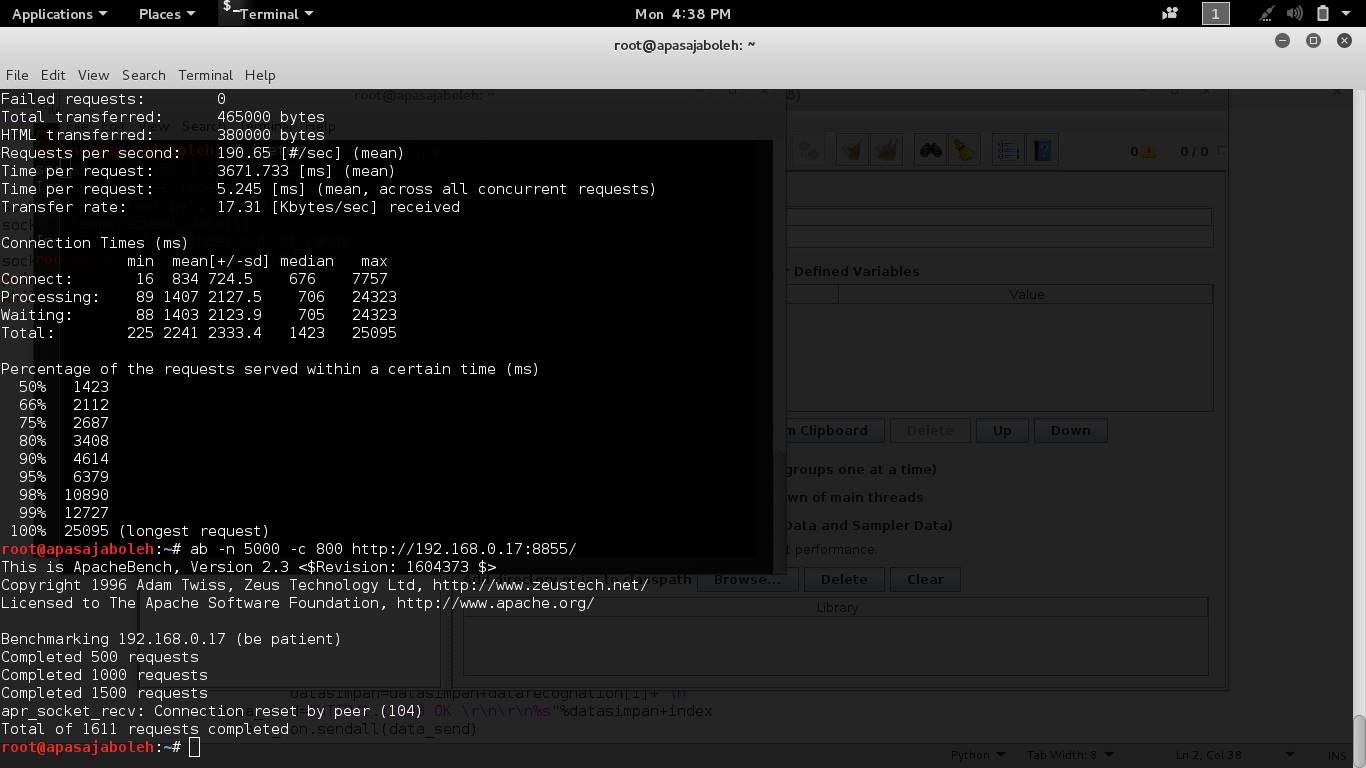 Applications Places Terminal Mon 4:38 PM 1
root@apasajaboleh: ~
File Edit View Search Terminal Help
Failed requests: 0
Total transferred: 465000 bytes
HTML transferred: 380000 bytes
Requests per second: 190.65 [#/sec] (mean)
Time per request: 3671.733 [ms] (mean)
Time per request: 5.245 [ms] (mean, across all concurrent requests)
Transfer rate: 17.31 [Kbytes/sec] received
0 0 / 0
Connection Times (ms)
min mean[+/-sd] median max
Connect: 16 834 724.5 676 7757
Processing: 89 1407 2127.5 706 24323
Waiting: 88 1403 2123.9 705 24323
Total: 225 2241 2333.4 1423 25095
Defined Variables
Value
Percentage of the requests served within a certain time (ms)
50% 1423
66% 2112
75% 2687
80% 3408
90% 4614
95% 6379
98% 10890
99% 12727
100% 25095 (longest request)
Clipboard Delete Up Down
groups one at a time)
wn of main threads
Data and Sampler Data)
t performance.
root@apasajaboleh:~# ab -n 5000 -c 800 http://192.168.0.17:8855/
This is ApacheBench, Version 2.3 <$Revision: 1604373 $>
Copyright 1996 Adam Twiss, Zeus Technology Ltd, http://www.zeustech.net/
Licensed to The Apache Software Foundation, http://www.apache.org/
classpath Browse... Delete Clear
Library
Benchmarking 192.168.0.17 (be patient)
Completed 500 requests
Completed 1000 requests
Completed 1500 requests
apr_socket_recv: Connection reset by peer (104)
Total of 1611 requests completed
root@apasajaboleh:~#
datasimpan=datasimpan+datarecognation[i]+"\n"
OK \r\n\r\n%s"%datasimpan+index
on.sendall(data_send)
Python Tab Width: 8 Ln 2, Col 38 INS